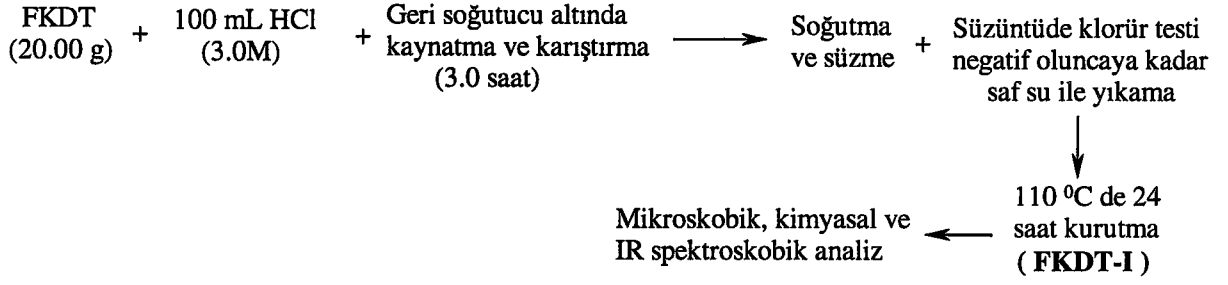 FKDT
(20.00 g)
+
100 mL HCl
(3.0M)
+
Geri soğutucu altında
kaynatma ve karıştırma
(3.0 saat)
Soğutma
ve süzme
+
Süzüntüde klorür testi
negatif oluncaya kadar
saf su ile yıkama
110 ⁰C de 24
saat kurutma
( FKDT-I )
Mikroskobik, kimyasal ve
IR spektroskobik analiz